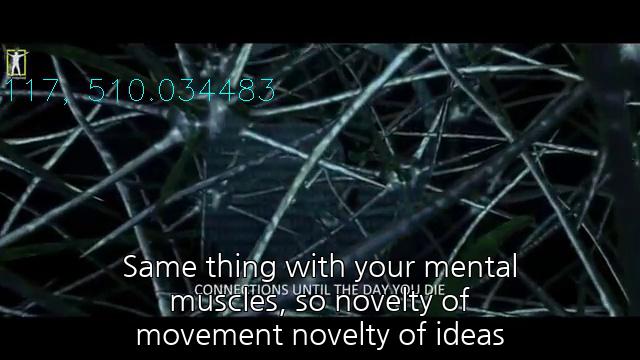 117, 510.034483
Same thing with your mental
CONNECTIONS UNTIL THE DAY YOU DIE
muscles, so novelty of
movement novelty of ideas